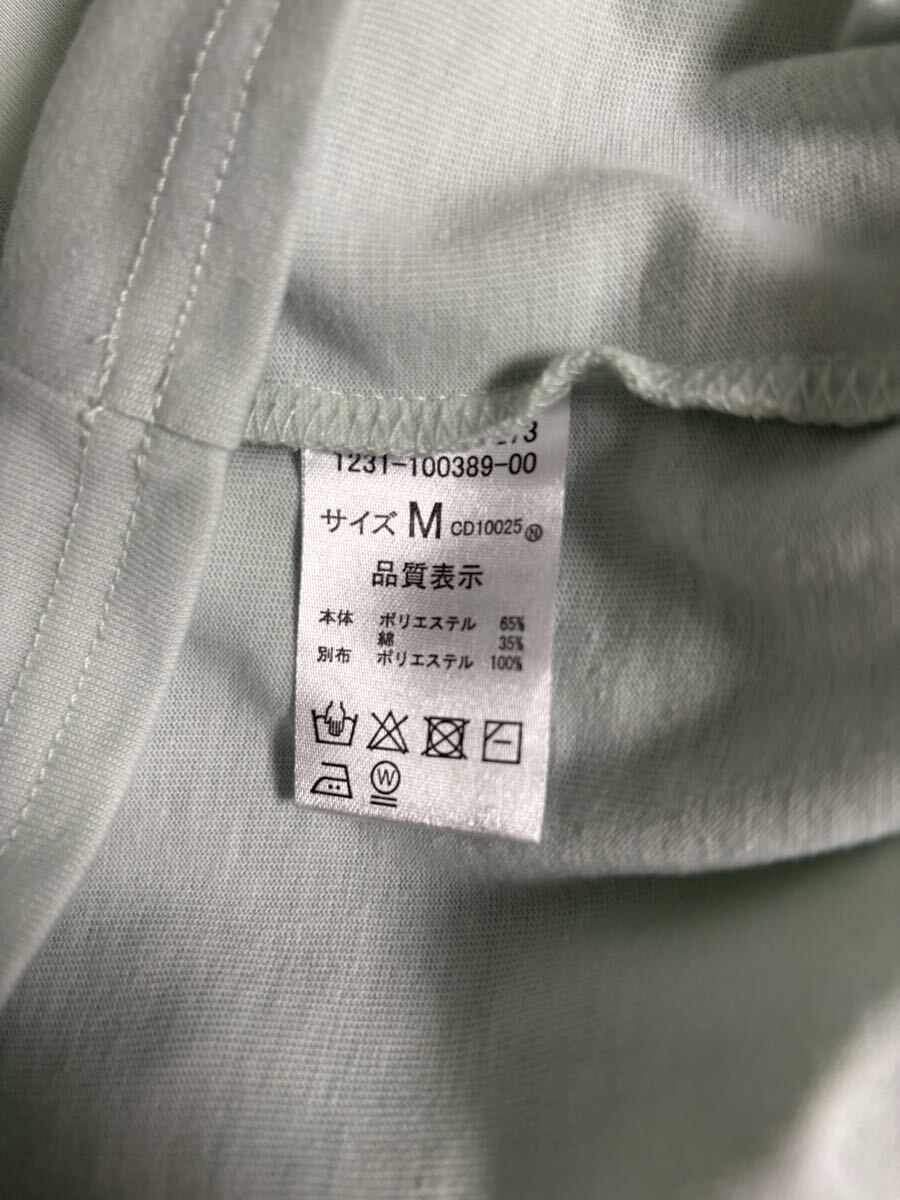 1231-100389-00
サイズ M CD10025 Ⓝ
品質表示
本体 ポリエステル 65%
綿 35%
別布 ポリエステル 100%
W